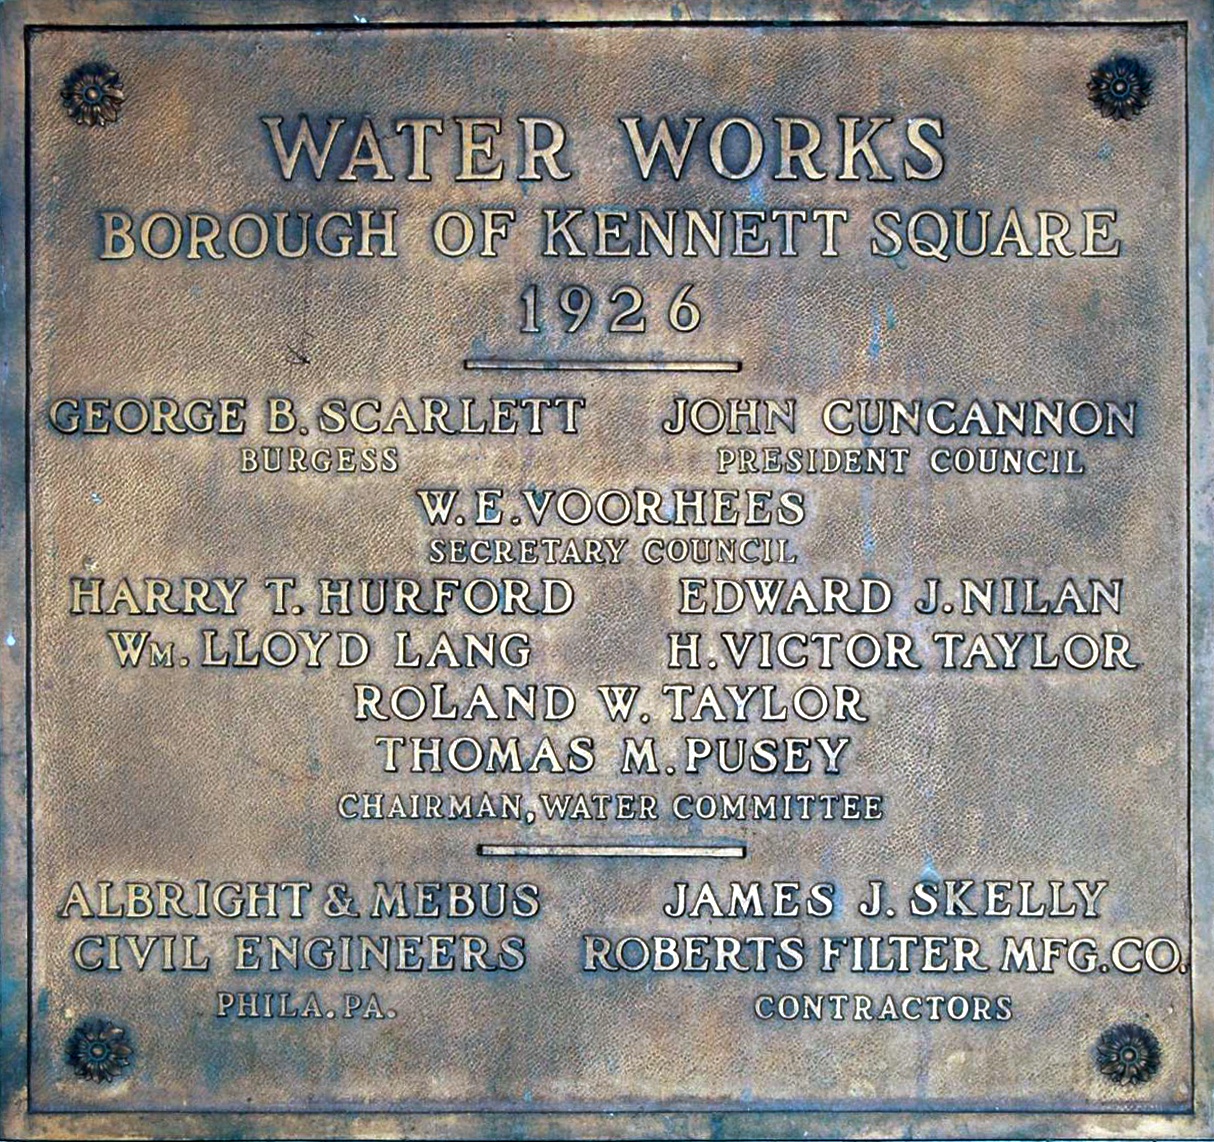 WATER WORKS
BOROUGH OF KENNETT SQUARE
1926
GEORGE B. SCARLETT JOHN CUNCANNON
BURGESS PRESIDENT COUNCIL
W. E. VOORHEES
SECRETARY COUNCIL
HARRY T. HURFORD EDWARD J. NILAN
WM. LLOYD LANG H. VICTOR TAYLOR
ROLAND W. TAYLOR
THOMAS M. PUSEY
CHAIRMAN, WATER COMMITTEE
ALBRIGHT & MEBUS JAMES J. SKELLY
CIVIL ENGINEERS ROBERTS FILTER MFG. CO.
PHILA. PA. CONTRACTORS